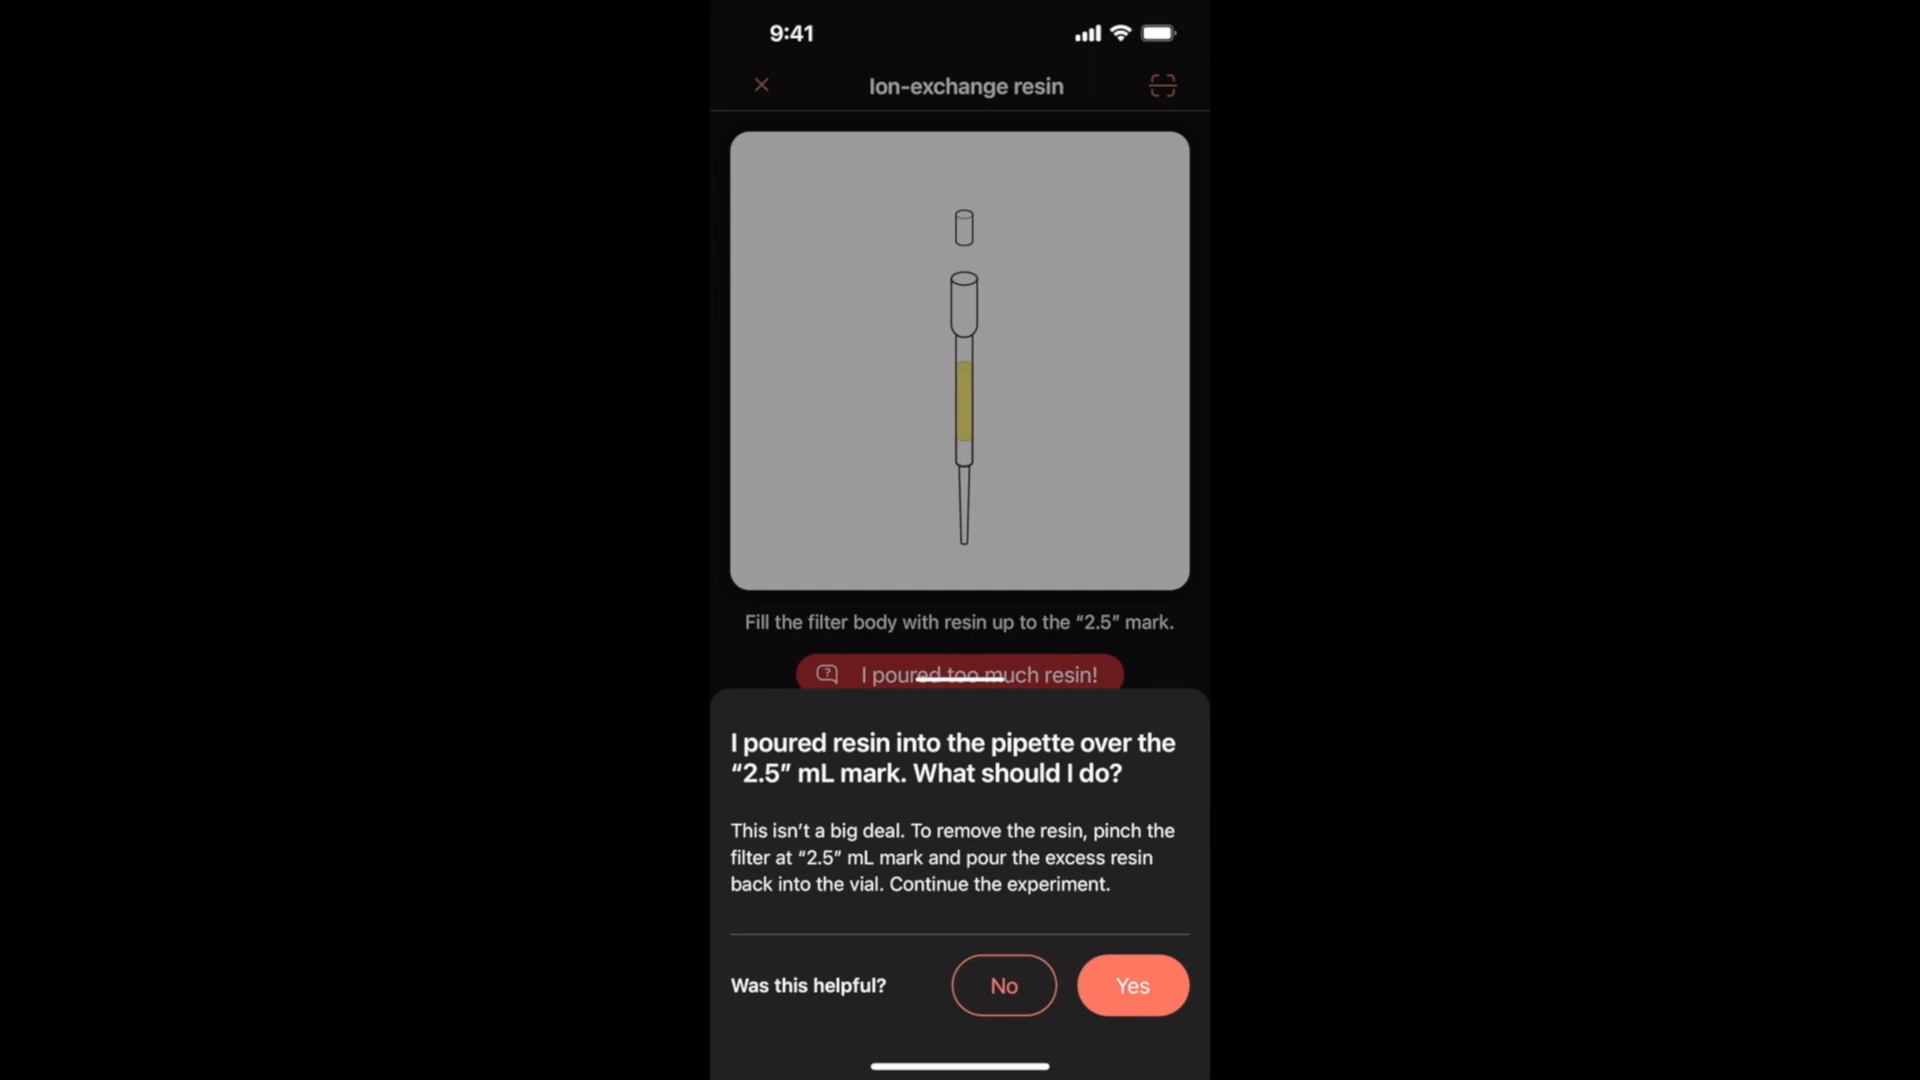 9:41
Ion-exchange resin
Fill the filter body with resin up to the “2.5” mark.
I poured too much resin!
I poured resin into the pipette over the
“2.5” mL mark. What should I do?
This isn’t a big deal. To remove the resin, pinch the
filter at “2.5” mL mark and pour the excess resin
back into the vial. Continue the experiment.
Was this helpful?
No
Yes